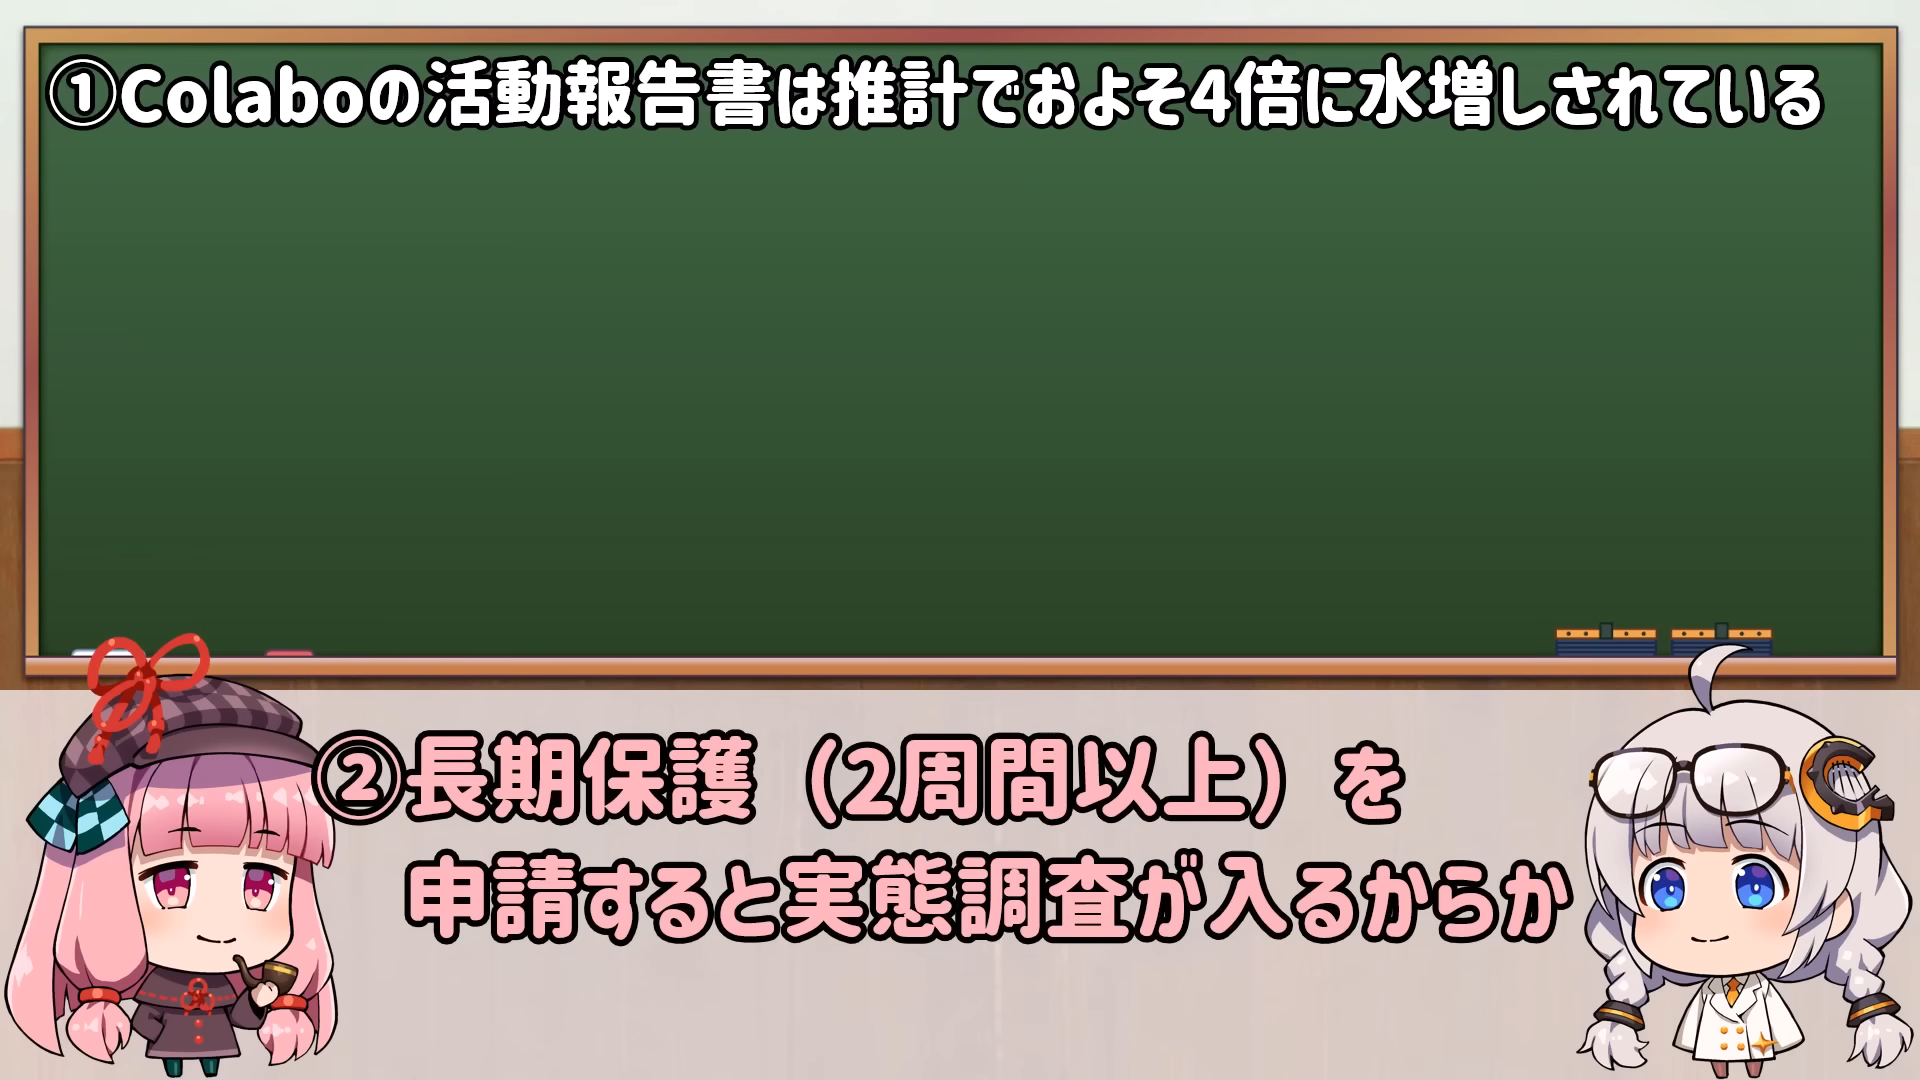 ①Colaboの活動報告書は推計でおよそ4倍に水増しされている
②長期保護（2周間以上）を
申請すると実態調査が入るからか